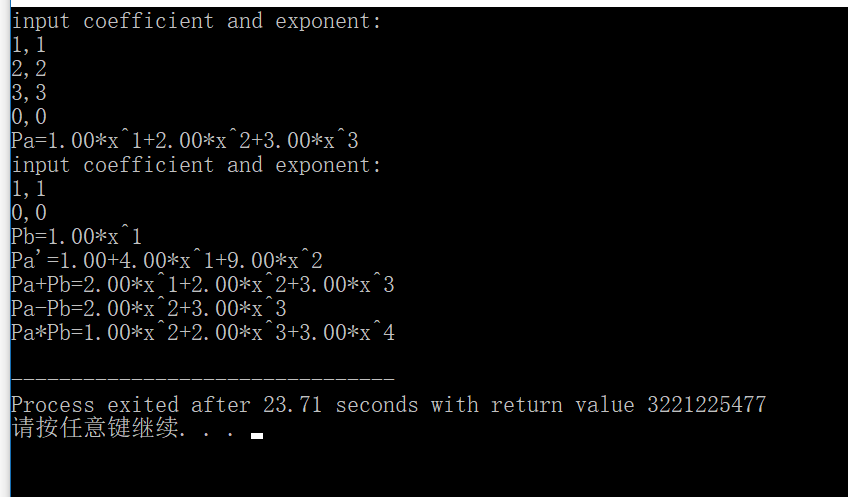 input coefficient and exponent:
1,1
2,2
3,3
0,0
Pa=1.00*x^1+2.00*x^2+3.00*x^3
input coefficient and exponent:
1,1
0,0
Pb=1.00*x^1
Pa'=1.00+4.00*x^1+9.00*x^2
Pa+Pb=2.00*x^1+2.00*x^2+3.00*x^3
Pa-Pb=2.00*x^2+3.00*x^3
Pa*Pb=1.00*x^2+2.00*x^3+3.00*x^4
--------------------------------
Process exited after 23.71 seconds with return value 3221225477
请按任意键继续. . .